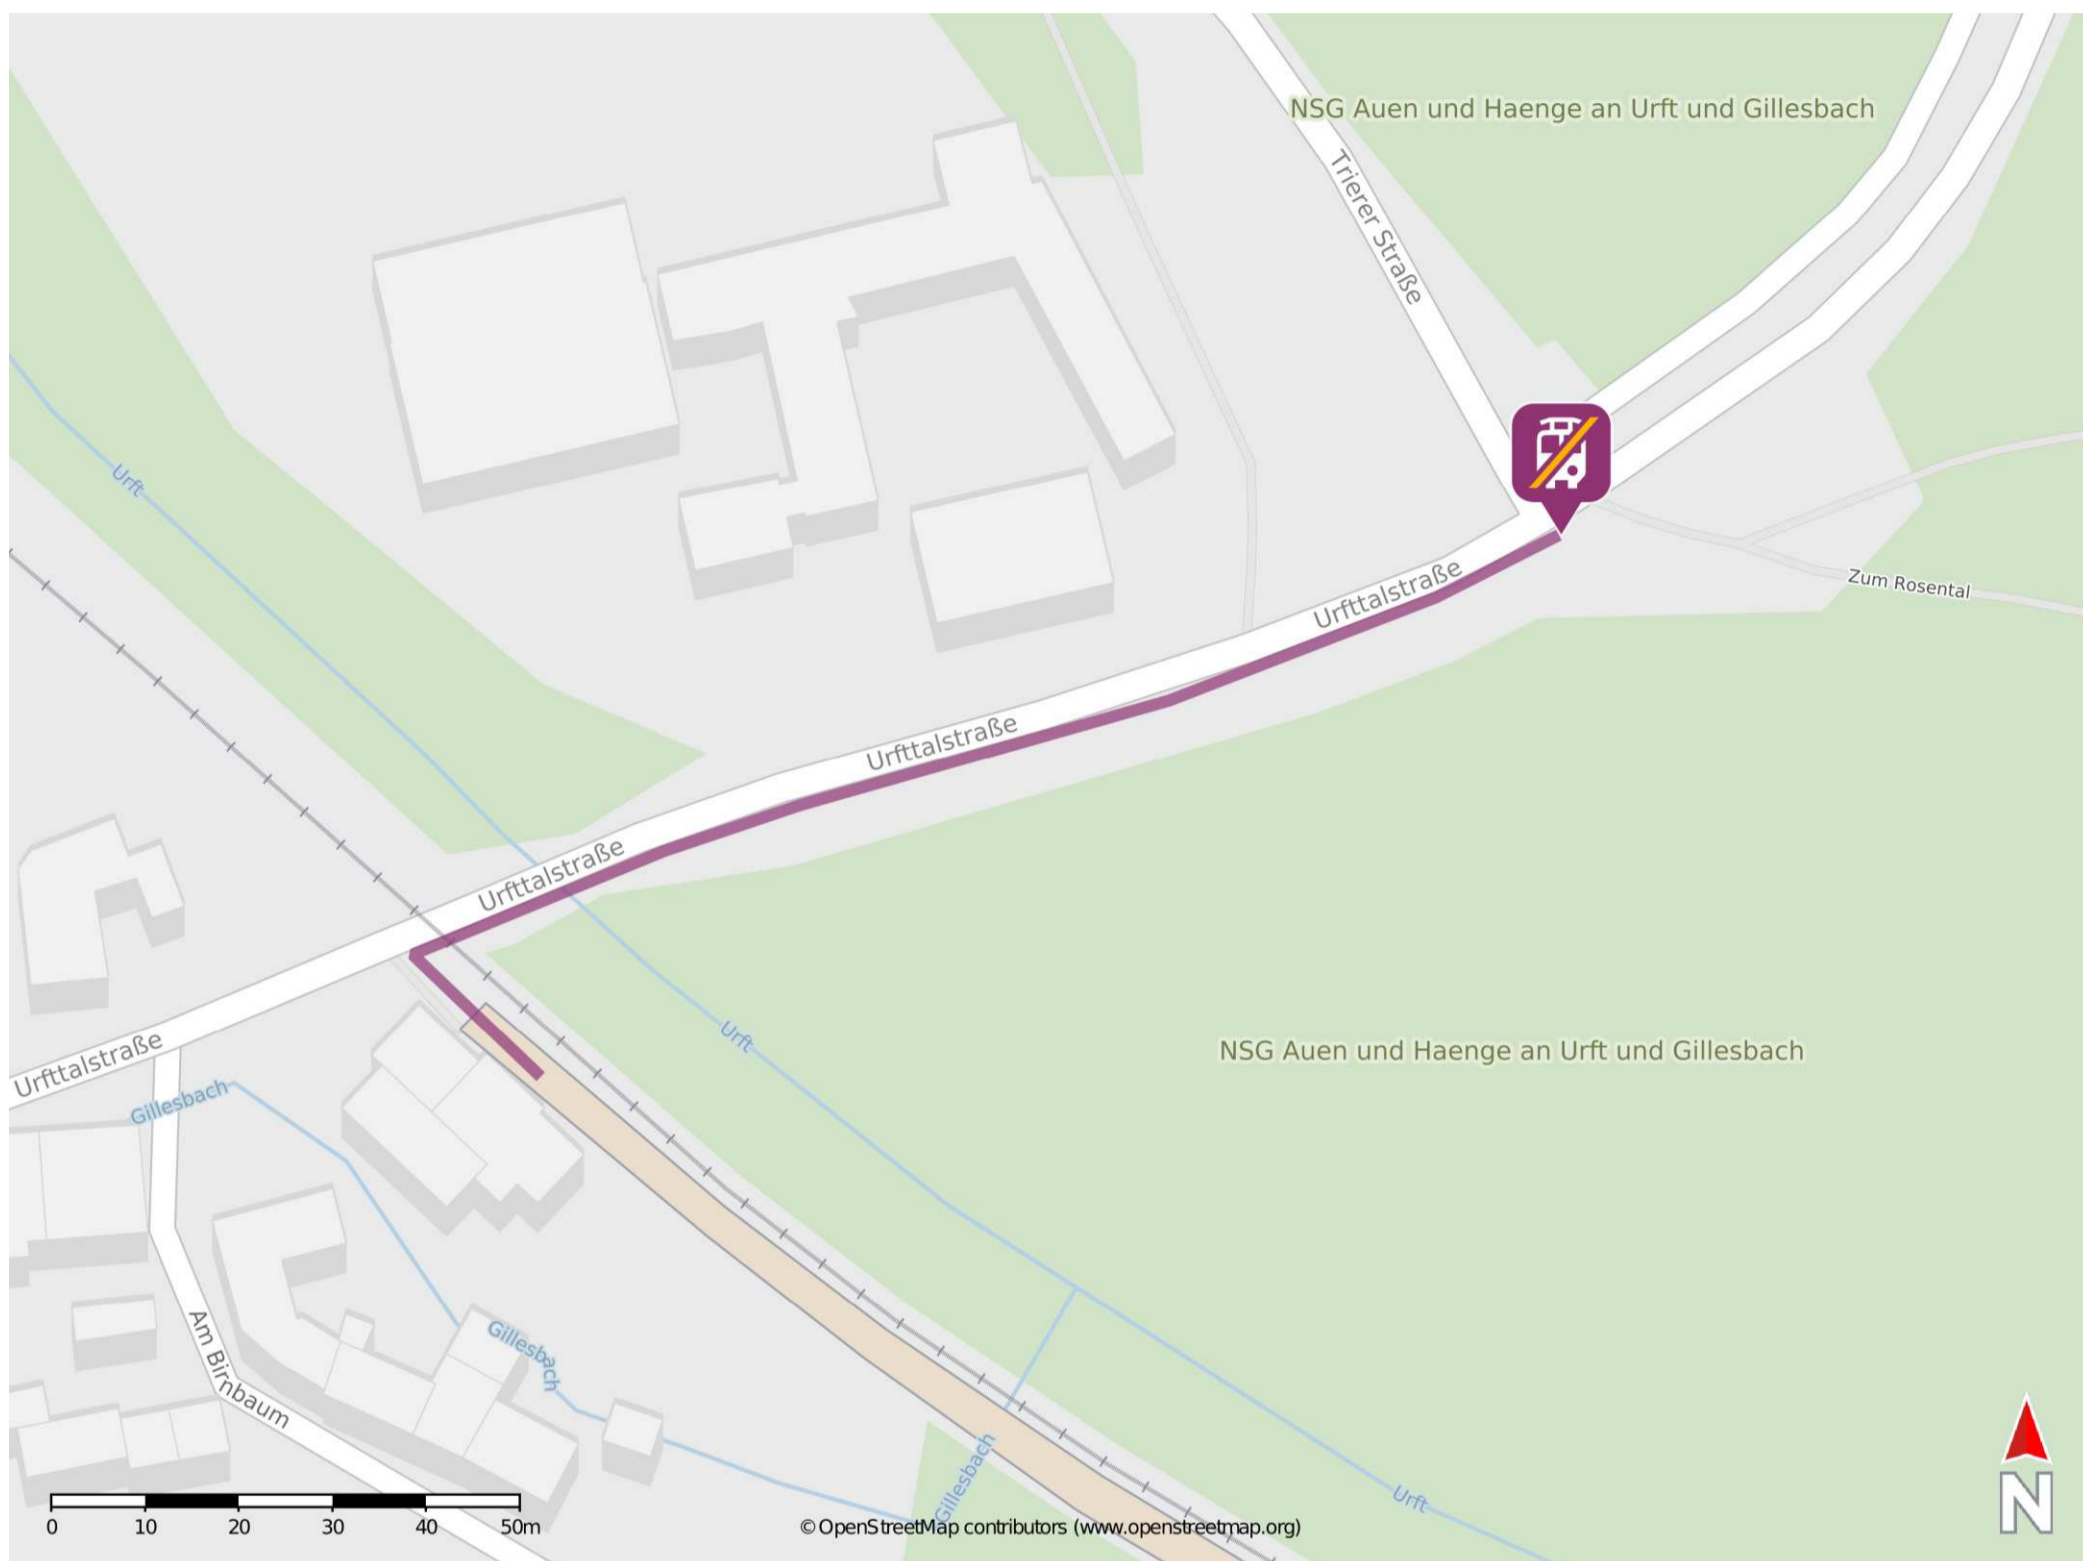 NSG Auen und Haenge an Urft und Gillesbach
Trierer Straße
Urft
Urfttalstraße
Zum Rosental
Urfttalstraße
Urfttalstraße
Urft
NSG Auen und Haenge an Urft und Gillesbach
Urfttalstraße
Gillesbach
Gillesbach
Am Birnbaum
Gillesbach
Urft
N
0 10 20 30 40 50m
© OpenStreetMap contributors (www.openstreetmap.org)